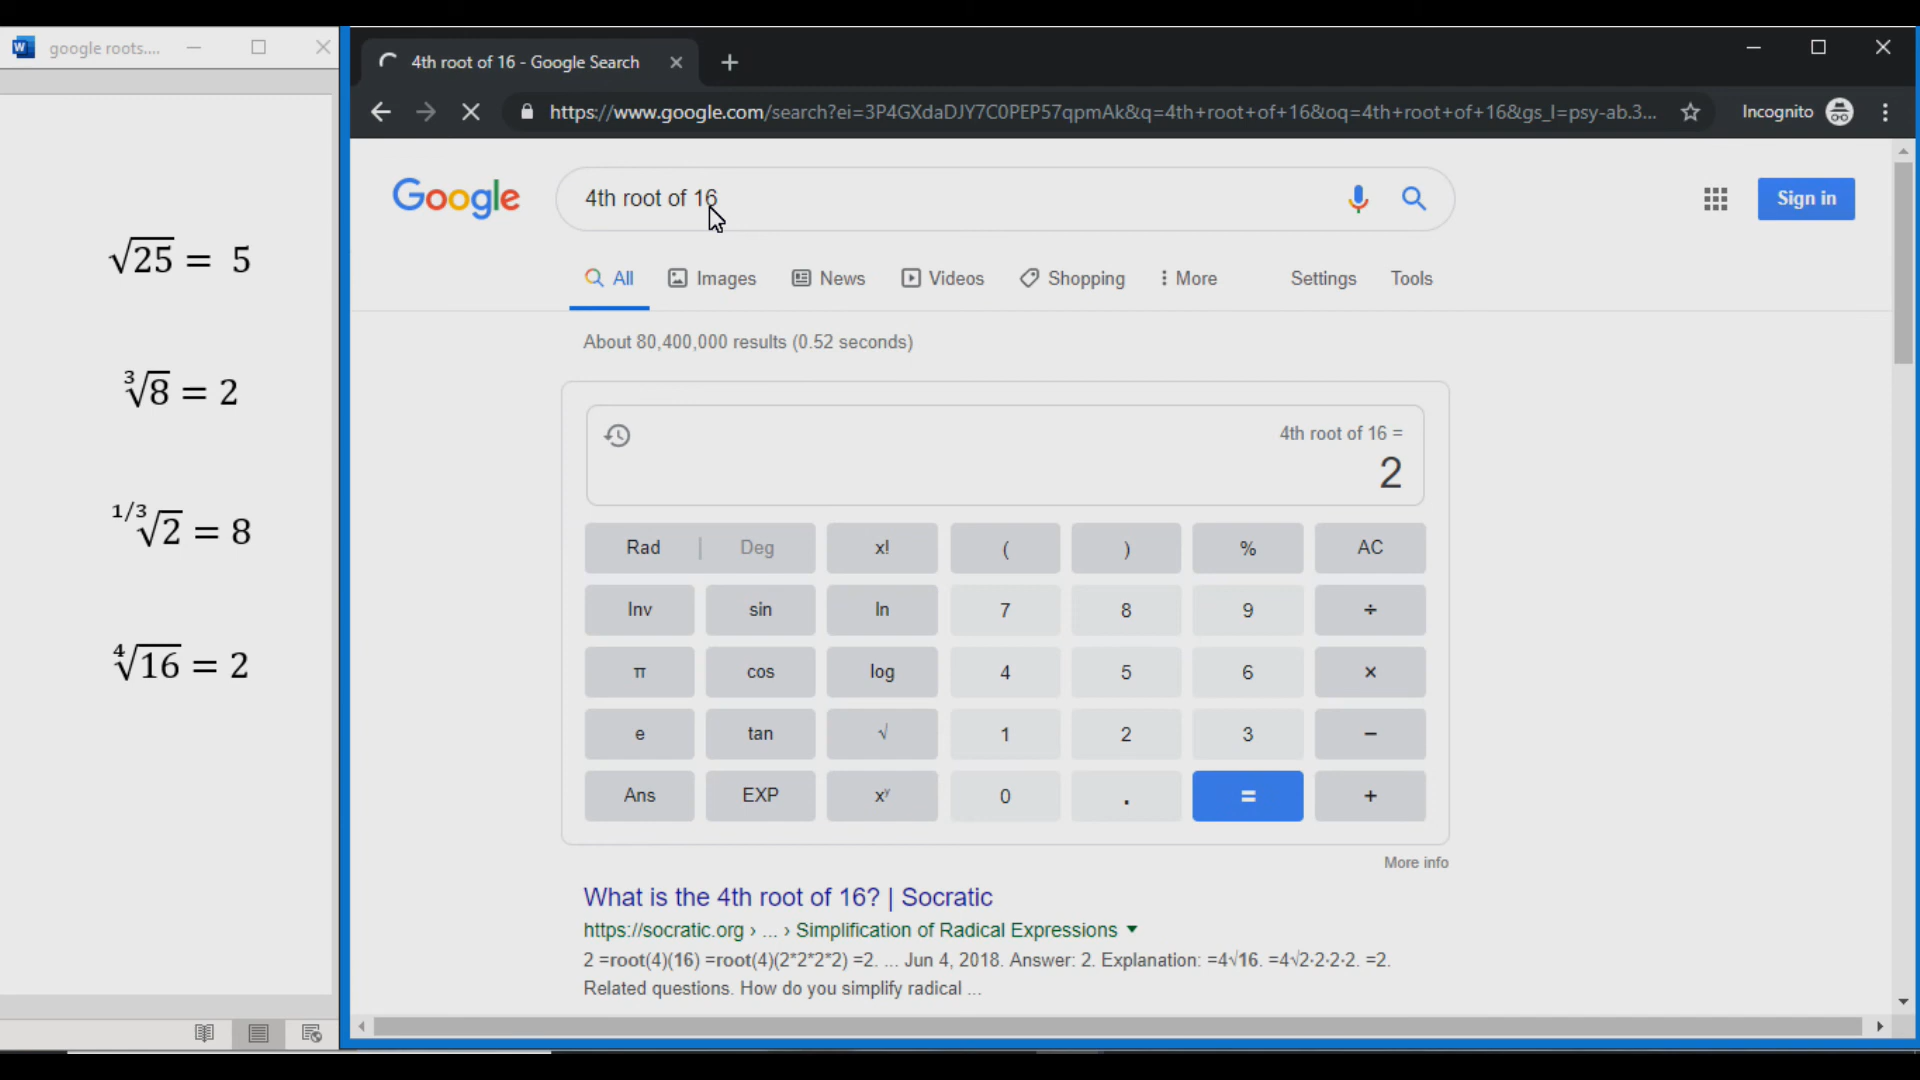 google roots....
√25 = 5
³√8 = 2
1/3√2 = 8
⁴√16 = 2
4th root of 16 - Google Search
https://www.google.com/search?ei=3P4GXdaDJY7C0PEP57qpmAk&q=4th+root+of+16&oq=4th+root+of+16&gs_l=psy-ab.3...
Incognito
Google
4th root of 16
Sign in
All Images News Videos Shopping More Settings Tools
About 80,400,000 results (0.52 seconds)
4th root of 16 =
2
Rad | Deg x! ( ) % AC
Inv sin ln 7 8 9 ÷
π cos log 4 5 6 ×
e tan √ 1 2 3 −
Ans EXP xʸ 0 . = +
More info
What is the 4th root of 16? | Socratic
https://socratic.org › ... › Simplification of Radical Expressions
2 =root(4)(16) =root(4)(2*2*2*2) =2. ... Jun 4, 2018. Answer: 2. Explanation: =4√16. =4√2⋅2⋅2⋅2. =2.
Related questions. How do you simplify radical ...